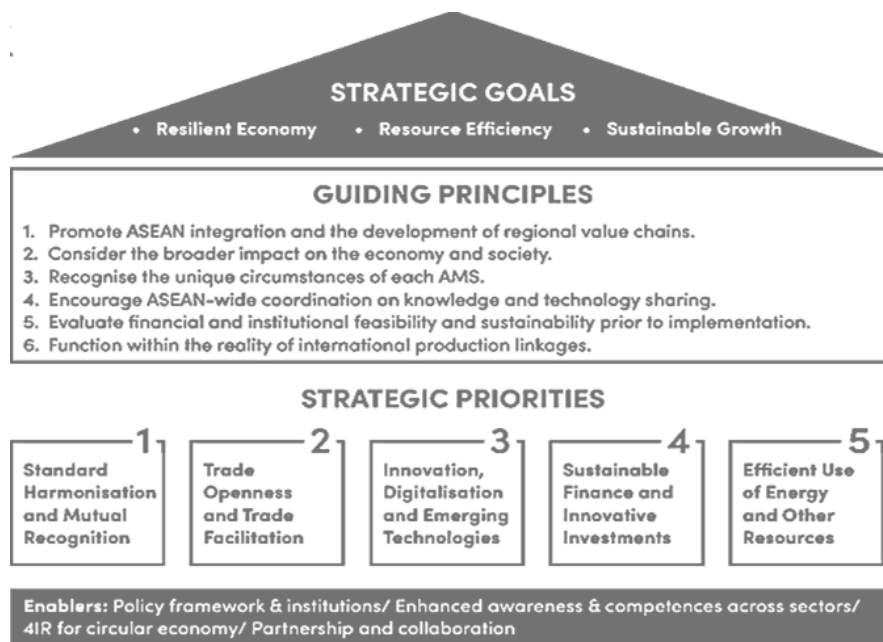 STRATEGIC GOALS
• Resilient Economy • Resource Efficiency • Sustainable Growth
GUIDING PRINCIPLES
1. Promote ASEAN integration and the development of regional value chains.
2. Consider the broader impact on the economy and society.
3. Recognise the unique circumstances of each AMS.
4. Encourage ASEAN-wide coordination on knowledge and technology sharing.
5. Evaluate financial and institutional feasibility and sustainability prior to implementation.
6. Function within the reality of international production linkages.
STRATEGIC PRIORITIES
1
Standard
Harmonisation
and Mutual
Recognition
2
Trade
Openness
and Trade
Facilitation
3
Innovation,
Digitalisation
and Emerging
Technologies
4
Sustainable
Finance and
Innovative
Investments
5
Efficient Use
of Energy
and Other
Resources
Enablers: Policy framework & institutions/ Enhanced awareness & competences across sectors/
4IR for circular economy/ Partnership and collaboration